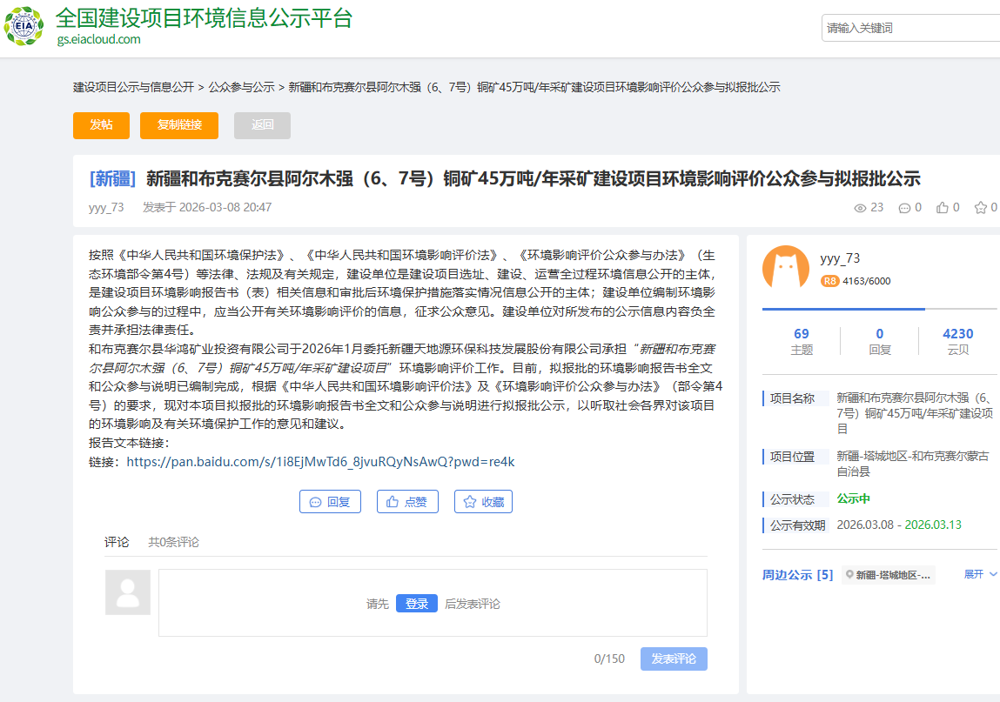 EIA
全国建设项目环境信息公示平台
gs.eiacloud.com
请输入关键词
建设项目公示与信息公开 > 公众参与公示 > 新疆和布克赛尔县阿尔木强（6、7号）铜矿45万吨/年采矿建设项目环境影响评价公众参与拟报批公示
发帖 复制链接 返回
[新疆] 新疆和布克赛尔县阿尔木强（6、7号）铜矿45万吨/年采矿建设项目环境影响评价公众参与拟报批公示
yyy_73 发表于 2026-03-08 20:47 23 0 0 0
按照《中华人民共和国环境保护法》、《中华人民共和国环境影响评价法》、《环境影响评价公众参与办法》（生
态环境部令第4号）等法律、法规及有关规定，建设单位是建设项目选址、建设、运营全过程环境信息公开的主体，
是建设项目环境影响报告书（表）相关信息和审批后环境保护措施落实情况信息公开的主体；建设单位编制环境影
响公众参与的过程中，应当公开有关环境影响评价的信息，征求公众意见。建设单位对所发布的公示信息内容负全
责并承担法律责任。
和布克赛尔县华鸿矿业投资有限公司于2026年1月委托新疆天地源环保科技发展股份有限公司承担“新疆和布克赛
尔县阿尔木强（6、7号）铜矿45万吨/年采矿建设项目”环境影响评价工作。目前，拟报批的环境影响报告书全文
和公众参与说明已编制完成，根据《中华人民共和国环境影响评价法》及《环境影响评价公众参与办法》（部令第4
号）的要求，现对本项目拟报批的环境影响报告书全文和公众参与说明进行拟报批公示，以听取社会各界对该项目
的环境影响及有关环境保护工作的意见和建议。
报告文本链接：
链接：https://pan.baidu.com/s/1i8EjMwTd6_8jvuRQyNsAwQ?pwd=re4k
回复 点赞 收藏
评论 共0条评论
请先 登录 后发表评论
0/150 发表评论
yyy_73
R8 4163/6000
69 0 4230
主题 回复 云贝
项目名称 新疆和布克赛尔县阿尔木强（6、
7号）铜矿45万吨/年采矿建设项
目
项目位置 新疆-塔城地区-和布克赛尔蒙古
自治县
公示状态 公示中
公示有效期 2026.03.08 - 2026.03.13
周边公示 [5] 新疆-塔城地区-... 展开